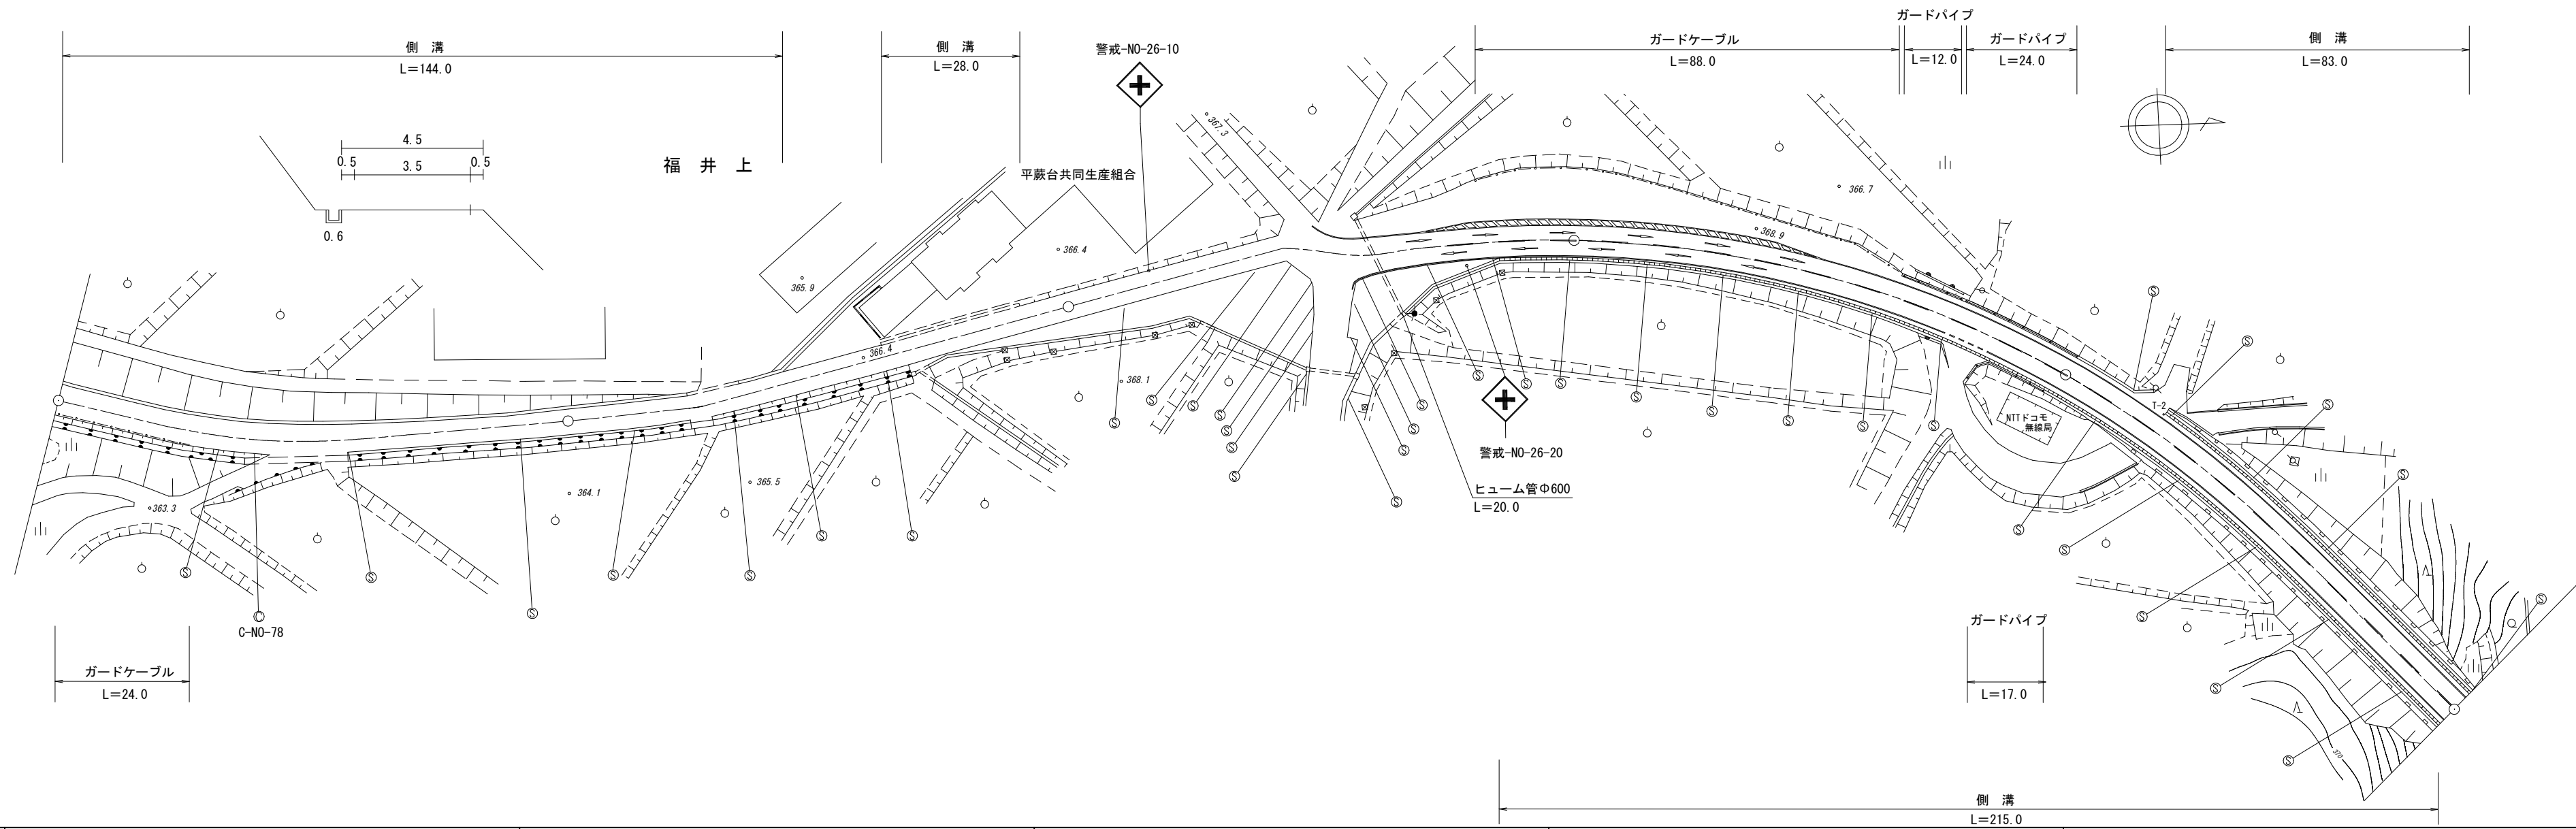 側　溝
L=144.0
側　溝
L=28.0
警戒-NO-26-10
ガードケーブル
L=88.0
ガードパイプ
L=12.0
ガードパイプ
L=24.0
側　溝
L=83.0
4.5
0.5
3.5
0.5
0.6
福　井　上
平蕨台共同生産組合
367.3
366.7
366.4
368.9
365.9
366.4
368.1
T-2
NTTドコモ
無線局
警戒-NO-26-20
ヒューム管Φ600
L=20.0
364.1
365.5
363.3
Ⓢ
C-NO-78
ガードケーブル
L=24.0
ガードパイプ
L=17.0
370
側　溝
L=215.0